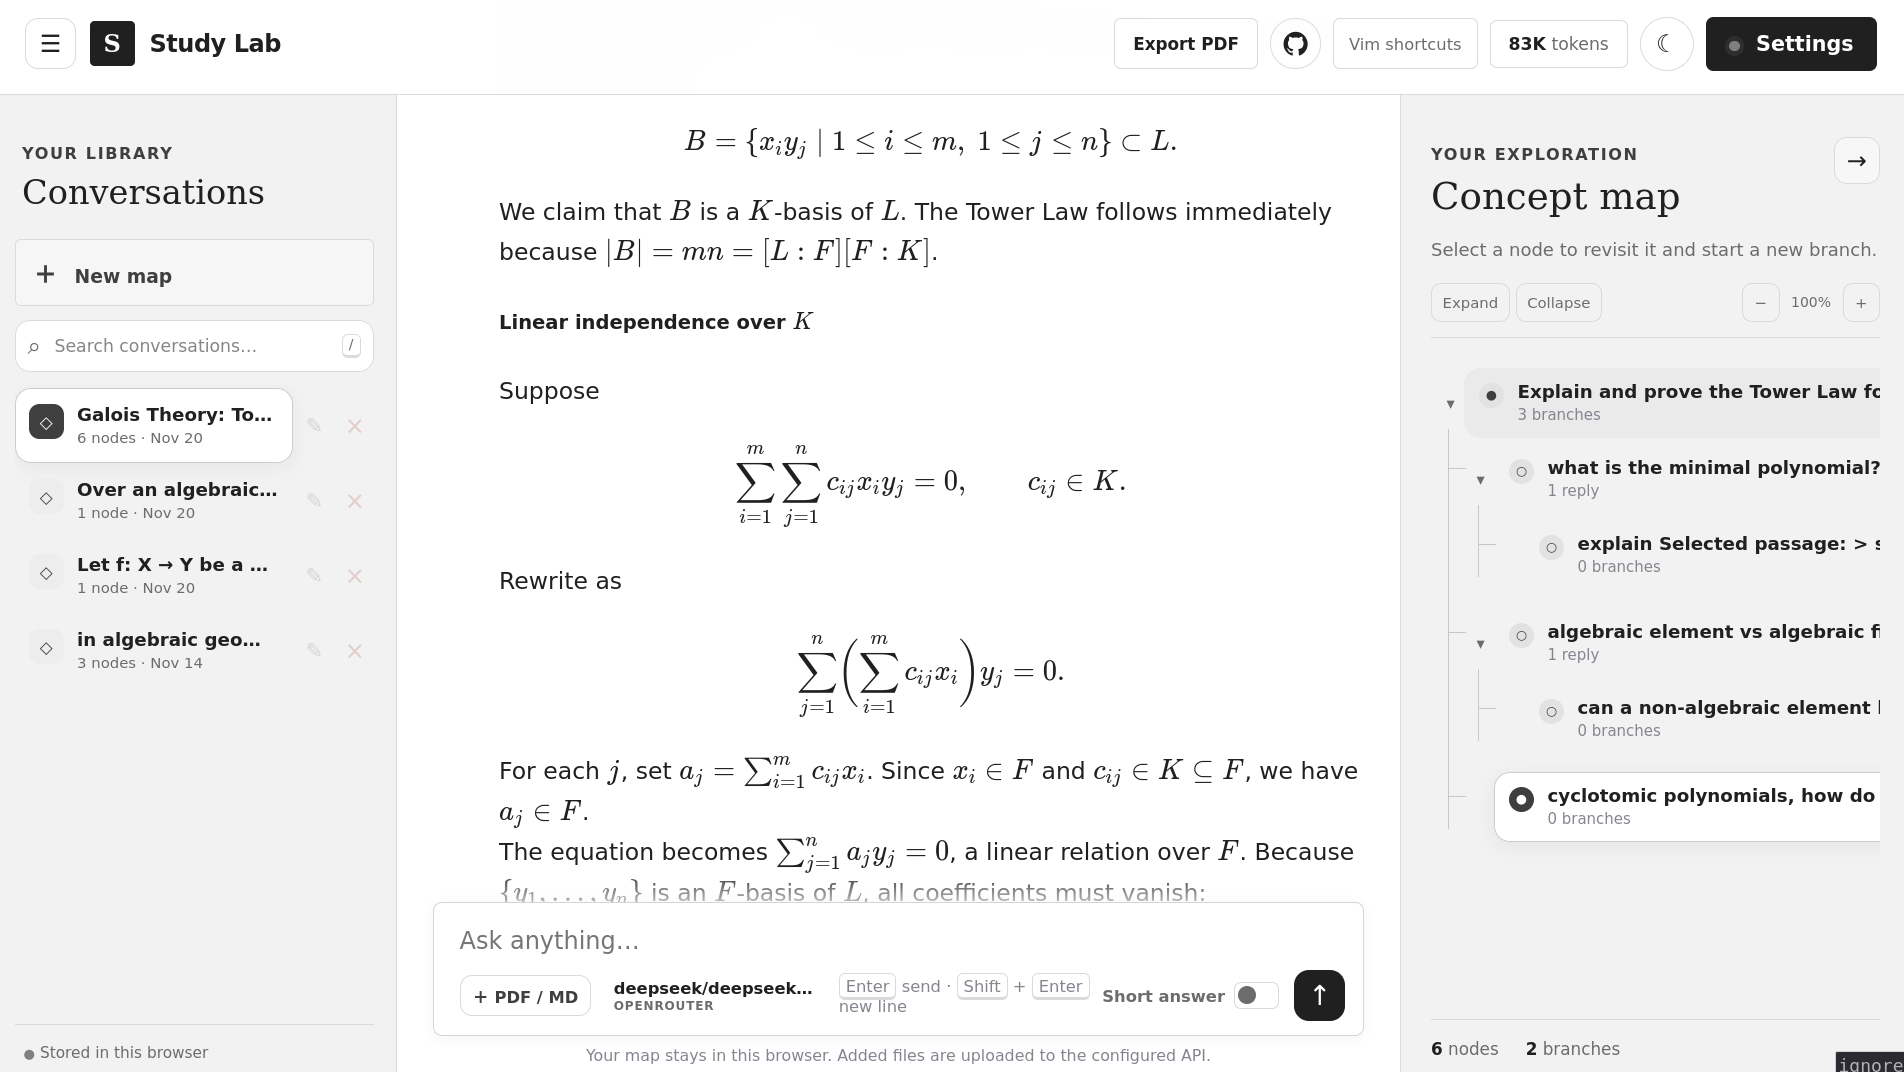 ☰ S Study Lab
Export PDF
Vim shortcuts
83K tokens
☾
Settings
YOUR LIBRARY
Conversations
+ New map
Search conversations... /
Galois Theory: To...
6 nodes · Nov 20
Over an algebraic...
1 node · Nov 20
Let f: X → Y be a ...
1 node · Nov 20
in algebraic geo...
3 nodes · Nov 14
Stored in this browser
B = {x_i y_j | 1 ≤ i ≤ m, 1 ≤ j ≤ n} ⊂ L.
We claim that B is a K-basis of L. The Tower Law follows immediately
because |B| = mn = [L : F][F : K].
Linear independence over K
Suppose
∑_{i=1}^{m} ∑_{j=1}^{n} c_{ij} x_i y_j = 0, c_{ij} ∈ K.
Rewrite as
∑_{j=1}^{n} (∑_{i=1}^{m} c_{ij} x_i) y_j = 0.
For each j, set a_j = ∑_{i=1}^{m} c_{ij} x_i. Since x_i ∈ F and c_{ij} ∈ K ⊆ F, we have
a_j ∈ F.
The equation becomes ∑_{j=1}^{n} a_j y_j = 0, a linear relation over F. Because
{y_1, . . . , y_n} is an F-basis of L, all coefficients must vanish:
Ask anything...
+ PDF / MD
deepseek/deepseek...
OPENROUTER
Enter send · Shift + Enter
new line
Short answer
↑
Your map stays in this browser. Added files are uploaded to the configured API.
YOUR EXPLORATION
Concept map
→
Select a node to revisit it and start a new branch.
Expand Collapse − 100% +
Explain and prove the Tower Law fo
3 branches
what is the minimal polynomial?
1 reply
explain Selected passage: > s
0 branches
algebraic element vs algebraic fi
1 reply
can a non-algebraic element
0 branches
cyclotomic polynomials, how do
0 branches
6 nodes 2 branches
ignore